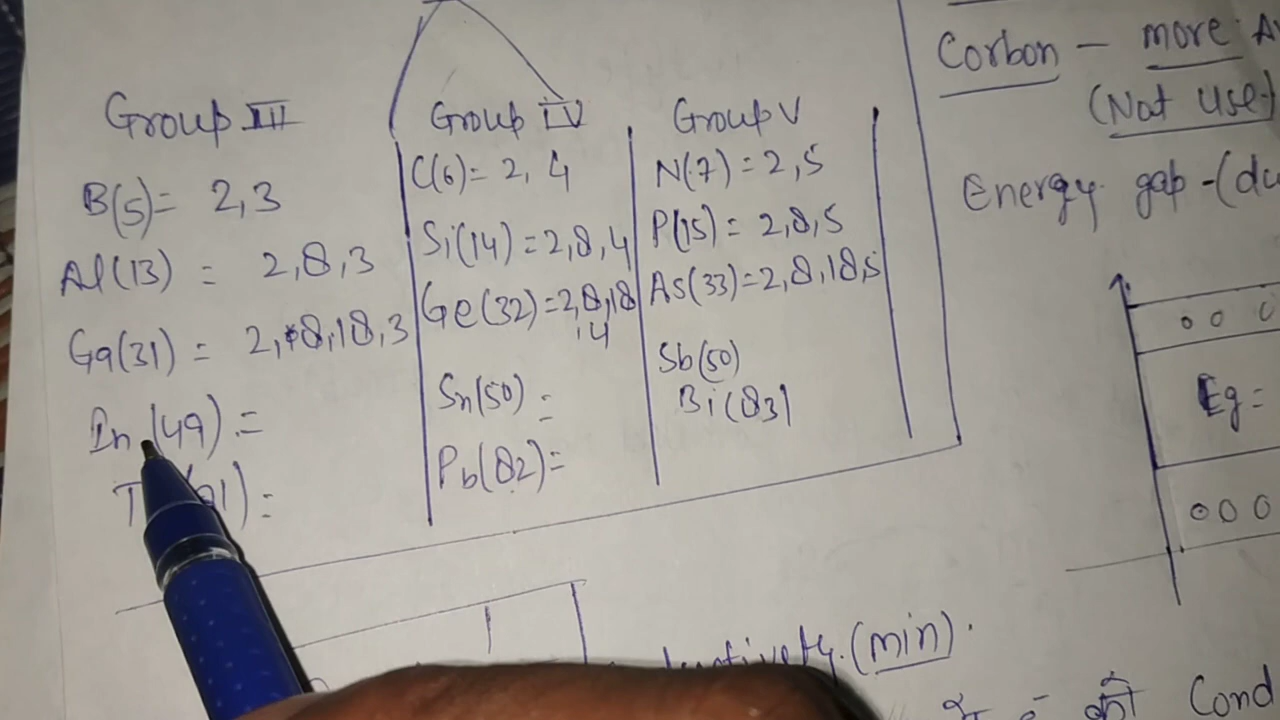 Group III
B(5)= 2,3
Al(13) = 2,8,3
Ga(31) = 2,8,18,3
In(49) =
Group IV
C(6)= 2, 4
Si(14) = 2,8,4
Ge(32) = 2,8,18
,4
Sn(50) =
Pb(82)=
Group V
N(7) = 2,5
P(15) = 2,8,5
As(33)=2,8,18,5
Sb(50)
Bi(83)
Corbon - more
(Not Use)
Energy gap -(du
Eg =
(min).
की Cond